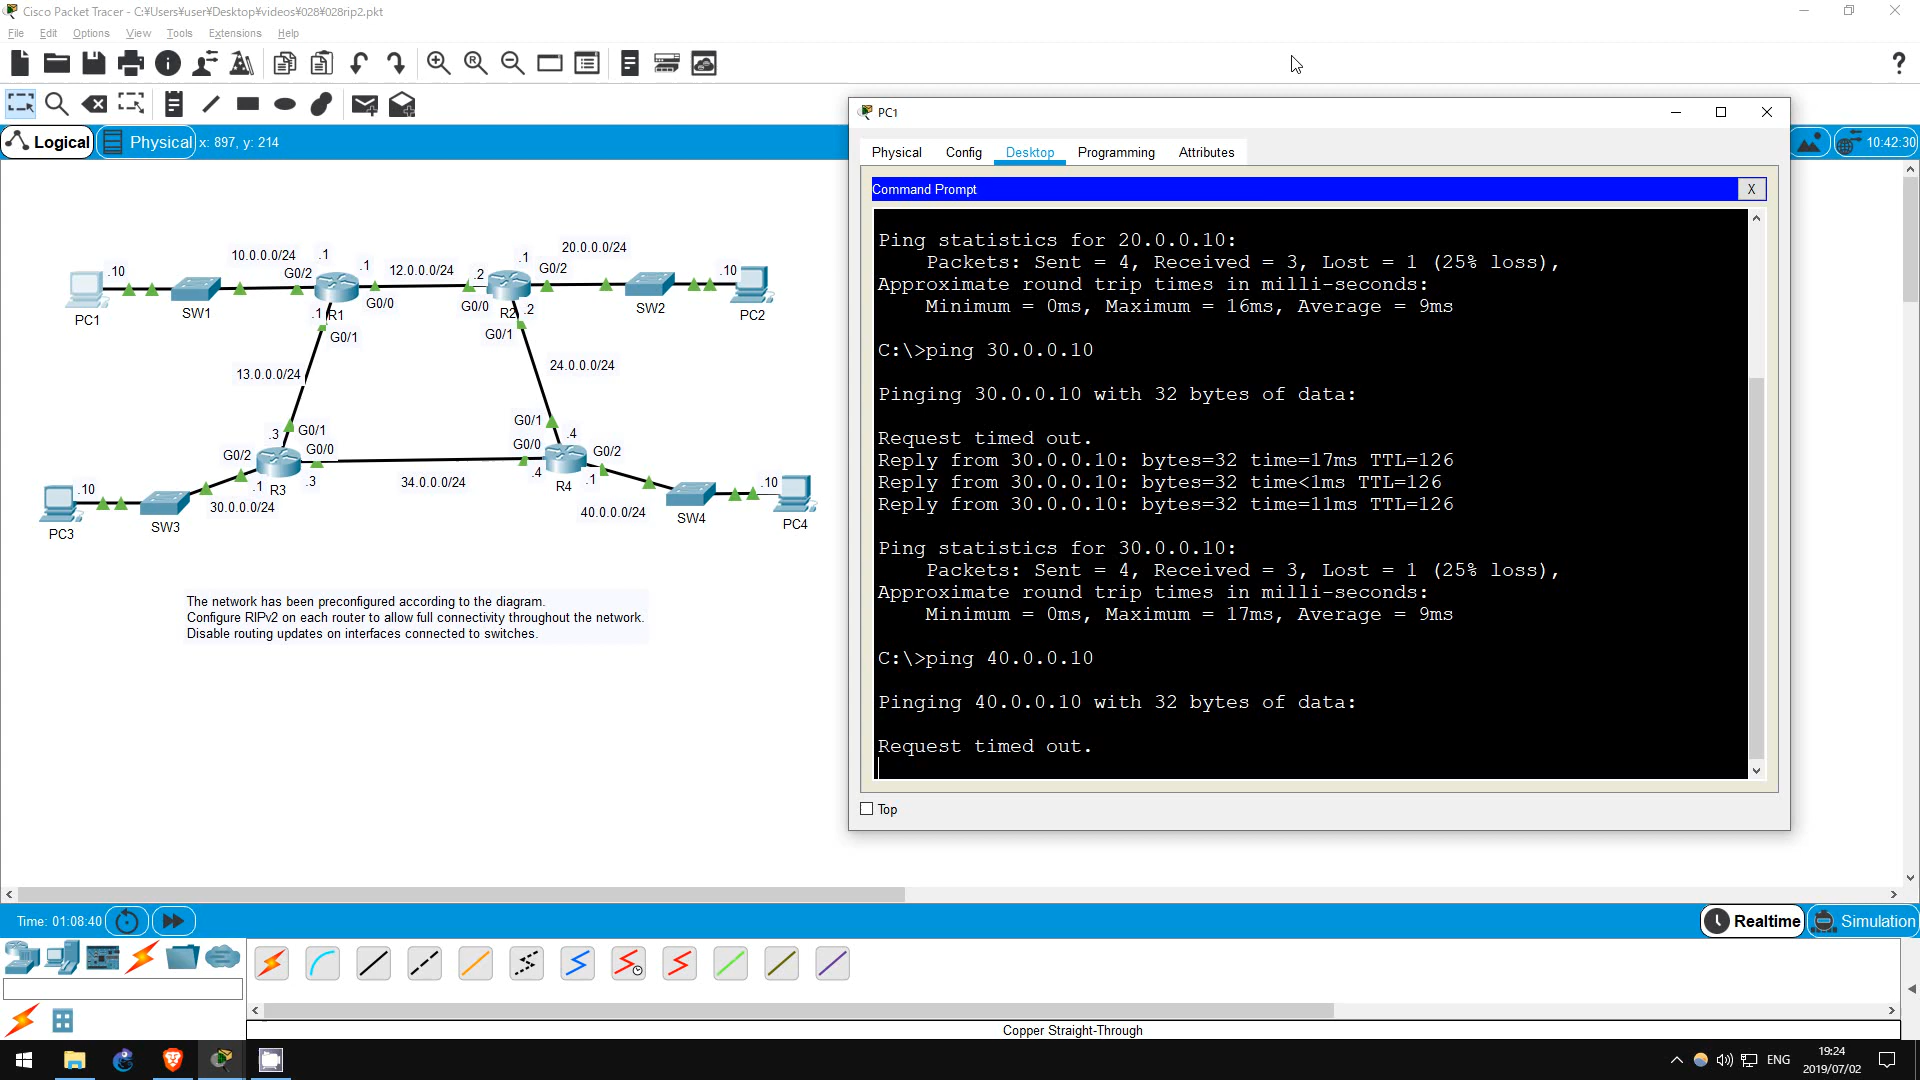 Cisco Packet Tracer - C:¥Users¥user¥Desktop¥videos¥028¥028rip2.pkt
File Edit Options View Tools Extensions Help
?
Logical Physical x: 897, y: 214
10:42:30
PC1
Physical Config Desktop Programming Attributes
Command Prompt X
Ping statistics for 20.0.0.10:
Packets: Sent = 4, Received = 3, Lost = 1 (25% loss),
Approximate round trip times in milli-seconds:
Minimum = 0ms, Maximum = 16ms, Average = 9ms
C:\>ping 30.0.0.10
Pinging 30.0.0.10 with 32 bytes of data:
Request timed out.
Reply from 30.0.0.10: bytes=32 time=17ms TTL=126
Reply from 30.0.0.10: bytes=32 time<1ms TTL=126
Reply from 30.0.0.10: bytes=32 time=11ms TTL=126
Ping statistics for 30.0.0.10:
Packets: Sent = 4, Received = 3, Lost = 1 (25% loss),
Approximate round trip times in milli-seconds:
Minimum = 0ms, Maximum = 17ms, Average = 9ms
C:\>ping 40.0.0.10
Pinging 40.0.0.10 with 32 bytes of data:
Request timed out.
Top
10.0.0.0/24 .1 .1 20.0.0.0/24
.10 G0/2 .1 12.0.0.0/24 .2 G0/2 .10
PC1 SW1 R1 G0/0 G0/0 R2 .2 SW2 PC2
.1 G0/1 G0/1
13.0.0.0/24 24.0.0.0/24
.3 G0/1 G0/1 .4
G0/2 G0/0 G0/0 G0/2
.10 .1 R3 .3 34.0.0.0/24 .4 R4 .1 .10
PC3 SW3 30.0.0.0/24 40.0.0.0/24 SW4 PC4
The network has been preconfigured according to the diagram.
Configure RIPv2 on each router to allow full connectivity throughout the network.
Disable routing updates on interfaces connected to switches.
Time: 01:08:40
Realtime Simulation
Copper Straight-Through
ENG
19:24
2019/07/02